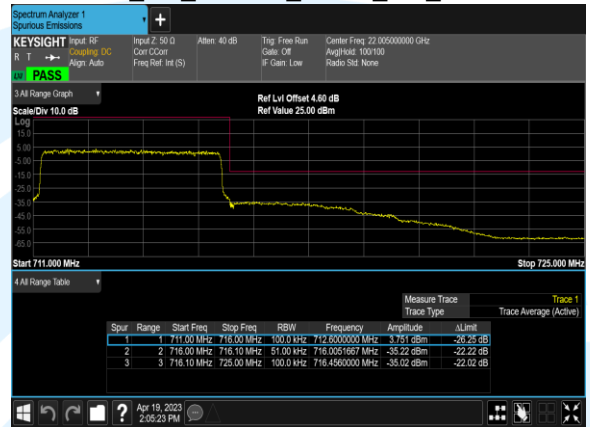 Spectrum Analyzer 1
Spurious Emissions
+
KEYSIGHT Input: RF Input Z: 50 Ω Atten: 40 dB Trig: Free Run Center Freq: 22.005000000 GHz
R T Coupling: DC Corr CCorr Gate: Off Avg|Hold: 100/100
Align: Auto Freq Ref: Int (S) IF Gain: Low Radio Std: None
PASS
3 All Range Graph
Ref Lvl Offset 4.60 dB
Scale/Div 10.0 dB Ref Value 25.00 dBm
Log
15.0
5.00
-5.00
-15.0
-25.0
-35.0
-45.0
-55.0
-65.0
Start 711.000 MHz Stop 725.000 MHz
4 All Range Table
Measure Trace Trace 1
Trace Type Trace Average (Active)
Spur Range Start Freq Stop Freq RBW Frequency Amplitude ΔLimit
1 1 711.00 MHz 716.00 MHz 100.0 kHz 712.6000000 MHz 3.751 dBm -26.25 dB
2 2 716.00 MHz 716.10 MHz 51.00 kHz 716.0051667 MHz -35.22 dBm -22.22 dB
3 3 716.10 MHz 725.00 MHz 100.0 kHz 716.4560000 MHz -35.02 dBm -22.02 dB
? Apr 19, 2023
2:05:23 PM